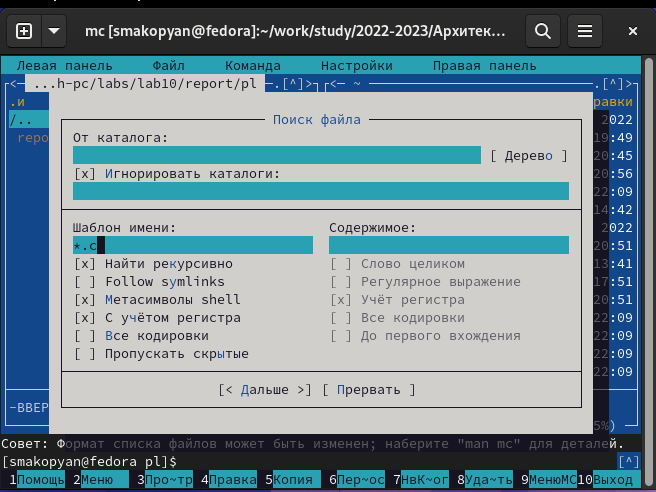 mc [smakopyan@fedora]:~/work/study/2022-2023/Архитек...
Левая панель Файл Команда Настройки Правая панель
<─ ...h-pc/labs/lab10/report/pl ─.[^]>┐┌<─ ~ ─.[^]>
.и равки
/.. 2022
repo 19:49
Поиск файла
От каталога:
20:45
[ Дерево ]
[x] Игнорировать каталоги:
20:56
22:09
14:42
Шаблон имени: Содержимое: 2022
*.c 20:51
[x] Найти рекурсивно [ ] Слово целиком 13:41
[ ] Follow symlinks [ ] Регулярное выражение 17:51
[x] Метасимволы shell [x] Учёт регистра 20:51
[x] С учётом регистра [ ] Все кодировки 22:09
[ ] Все кодировки [ ] До первого вхождения 22:09
[ ] Пропускать скрытые 22:09
22:09
[< Дальше >] [ Прервать ]
-ВВЕР
5%)
Совет: Формат списка файлов может быть изменен; наберите "man mc" для деталей.
[smakopyan@fedora pl]$ [^]
1Помощь 2Меню 3Про~тр 4Правка 5Копия 6Пер~ос 7НвК~ог 8Уда~ть 9МенюMC 10Выход